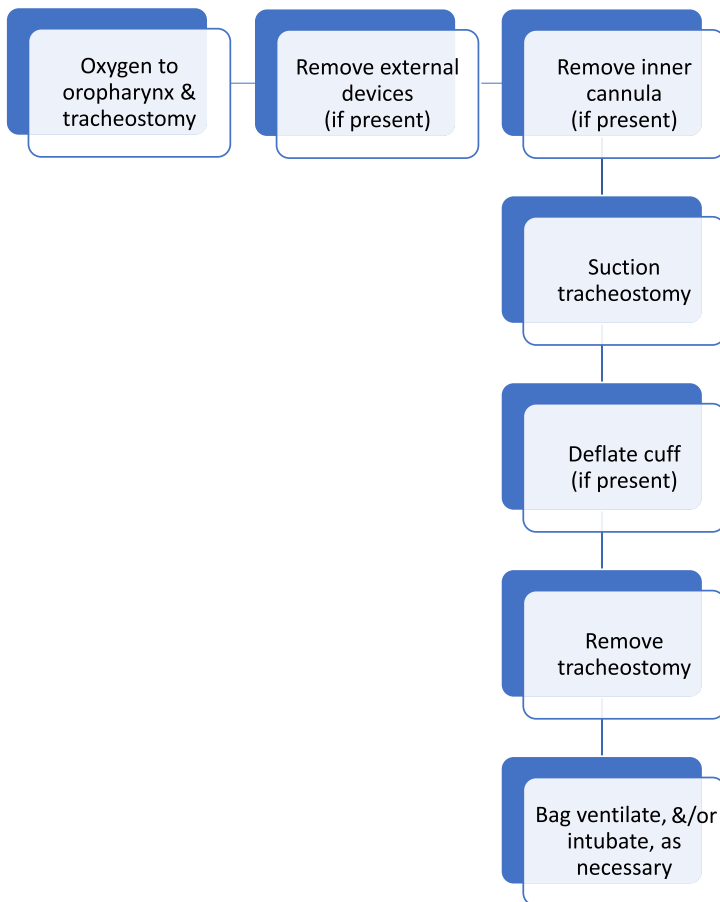 Oxygen to
oropharynx &
tracheostomy
Remove external
devices
(if present)
Remove inner
cannula
(if present)
Suction
tracheostomy
Deflate cuff
(if present)
Remove
tracheostomy
Bag ventilate, &/or
intubate, as
necessary